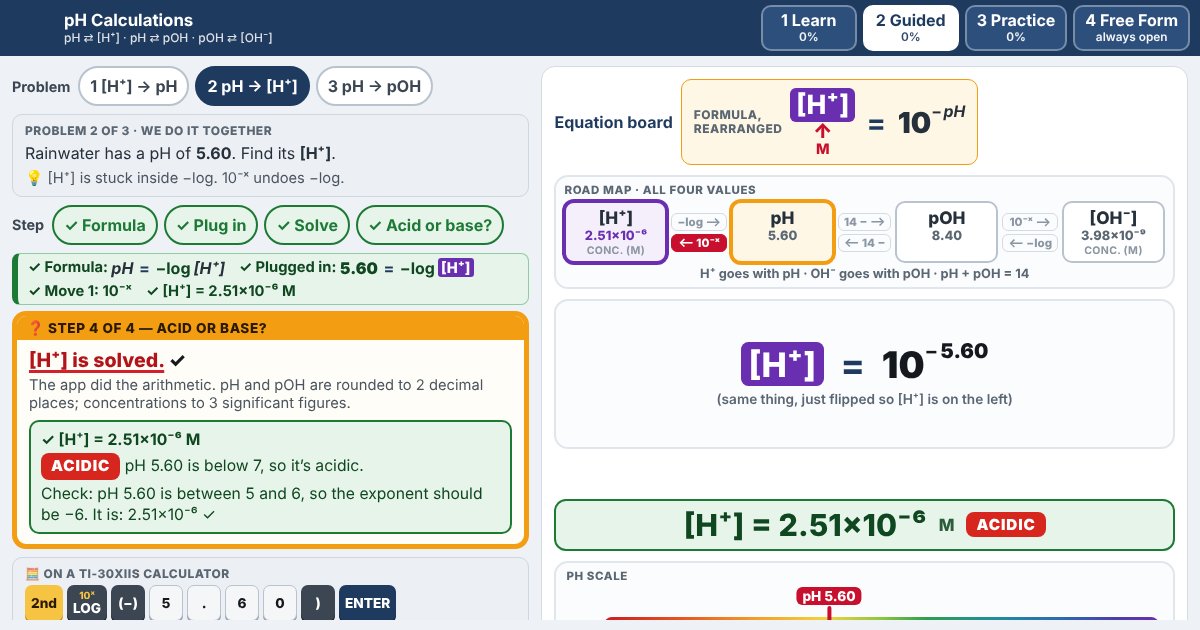 pH Calculations
pH ⇄ [H⁺] · pH ⇄ pOH · pOH ⇄ [OH⁻]
1 Learn
0%
2 Guided
0%
3 Practice
0%
4 Free Form
always open
Problem
1 [H⁺] → pH
2 pH → [H⁺]
3 pH → pOH
PROBLEM 2 OF 3 · WE DO IT TOGETHER
Rainwater has a pH of 5.60. Find its [H⁺].
💡 [H⁺] is stuck inside −log. 10⁻ˣ undoes −log.
Step
✓ Formula
✓ Plug in
✓ Solve
✓ Acid or base?
✓ Formula: pH = −log [H⁺] ✓ Plugged in: 5.60 = −log [H⁺]
✓ Move 1: 10⁻ˣ ✓ [H⁺] = 2.51×10⁻⁶ M
❓ STEP 4 OF 4 — ACID OR BASE?
[H⁺] is solved. ✓
The app did the arithmetic. pH and pOH are rounded to 2 decimal
places; concentrations to 3 significant figures.
✓ [H⁺] = 2.51×10⁻⁶ M
ACIDIC pH 5.60 is below 7, so it's acidic.
Check: pH 5.60 is between 5 and 6, so the exponent should
be −6. It is: 2.51×10⁻⁶ ✓
🧮 ON A TI-30XIIS CALCULATOR
2nd
10ˣ
LOG
(−)
5
.
6
0
)
ENTER
Equation board
FORMULA,
REARRANGED
[H⁺] = 10⁻ᵖᴴ
↑
M
ROAD MAP · ALL FOUR VALUES
[H⁺]
2.51×10⁻⁶
CONC. (M)
−log →
← 10⁻ˣ
pH
5.60
14 − →
← 14 −
pOH
8.40
10⁻ˣ →
← −log
[OH⁻]
3.98×10⁻⁹
CONC. (M)
H⁺ goes with pH · OH⁻ goes with pOH · pH + pOH = 14
[H⁺] = 10⁻⁵·⁶⁰
(same thing, just flipped so [H⁺] is on the left)
[H⁺] = 2.51×10⁻⁶ M ACIDIC
PH SCALE
pH 5.60